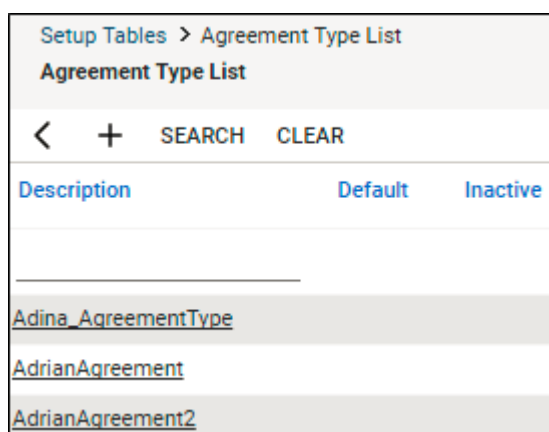 Setup Tables > Agreement Type List
Agreement Type List
< + SEARCH CLEAR
Description Default Inactive
Adina_AgreementType
AdrianAgreement
AdrianAgreement2